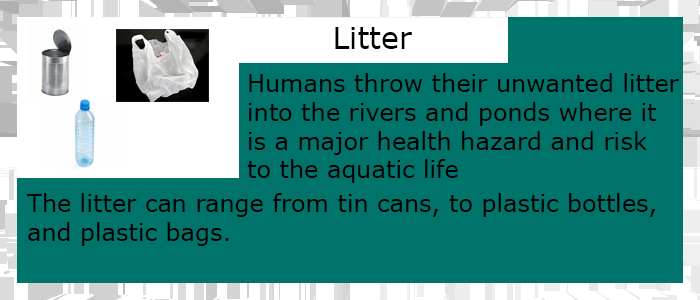 Litter
Humans throw their unwanted litter
into the rivers and ponds where it
is a major health hazard and risk
to the aquatic life
The litter can range from tin cans, to plastic bottles,
and plastic bags.